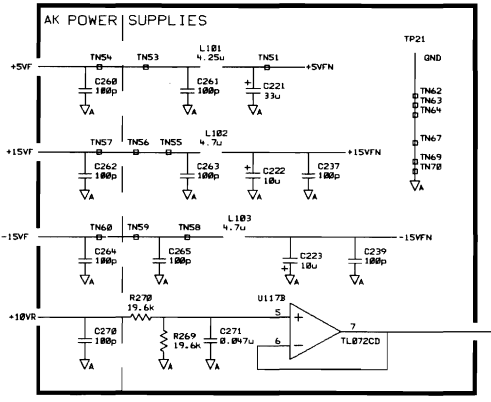 AK POWER SUPPLIES
TP21
GND
L101
4.25u
+5VF TN54 TN53 TN51 +5VFN
C260
100p
C261
100p
+ C221
33u
A A A
TN62
TN63
TN64
TN67
TN69
TN70
A
L102
4.7u
+15VF TN57 TN56 TN55 +15VFN
C262
100p
C263
100p
+ C222
10u
C237
100p
A A A A
L103
4.7u
-15VF TN60 TN59 TN58 -15VFN
C264
100p
C265
100p
C223
+ 10u
C239
100p
A A A A
R270
19.6k
U117B
+10VR 5 +
C270
100p
R269
19.6k
C271
0.047u
6 -
7
TL072CD
A A A